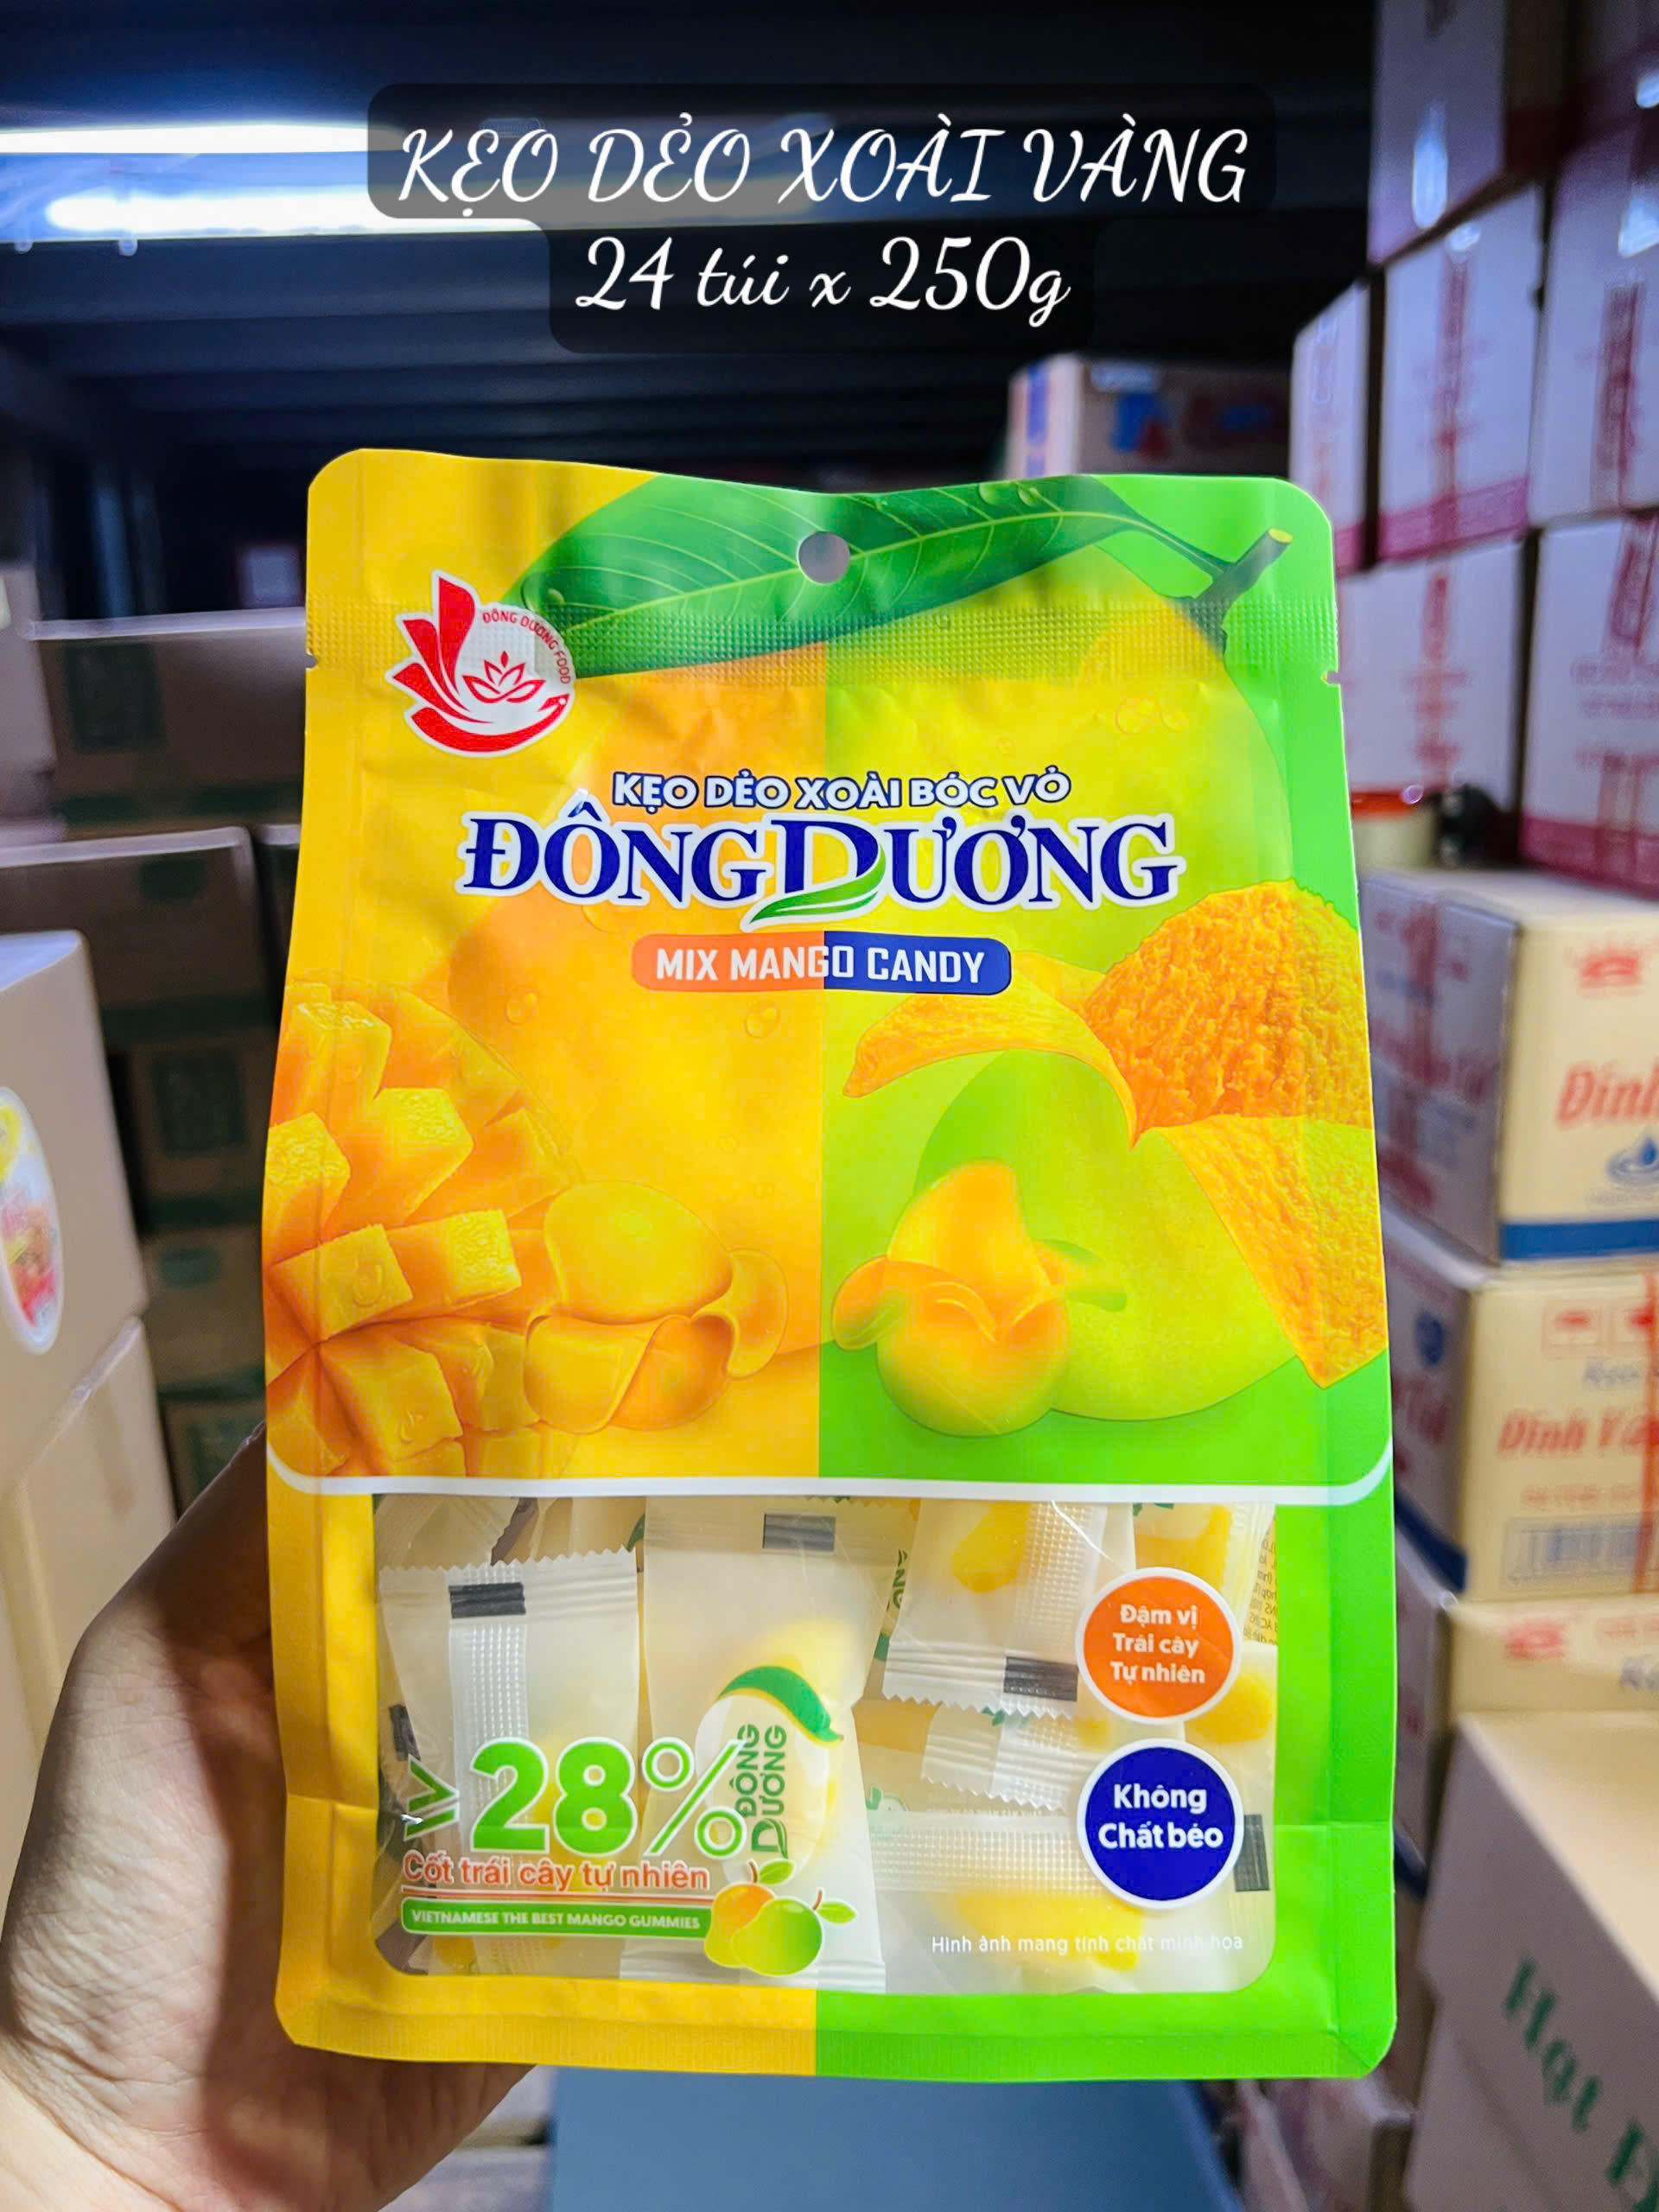 KẸO DẺO XOÀI VÀNG
24 túi x 250g
ĐÔNG DƯƠNG FOOD
KẸO DẺO XOÀI BÓC VỎ
ĐÔNG DƯƠNG
MIX MANGO CANDY
Đậm vị
Trái cây
Tự nhiên
28%
Cốt trái cây tự nhiên
VIETNAMESE THE BEST MANGO GUMMIES
ĐÔNG
DƯƠNG
Không
Chất béo
Hình ảnh mang tính chất minh họa
Đỉnh
Hạt